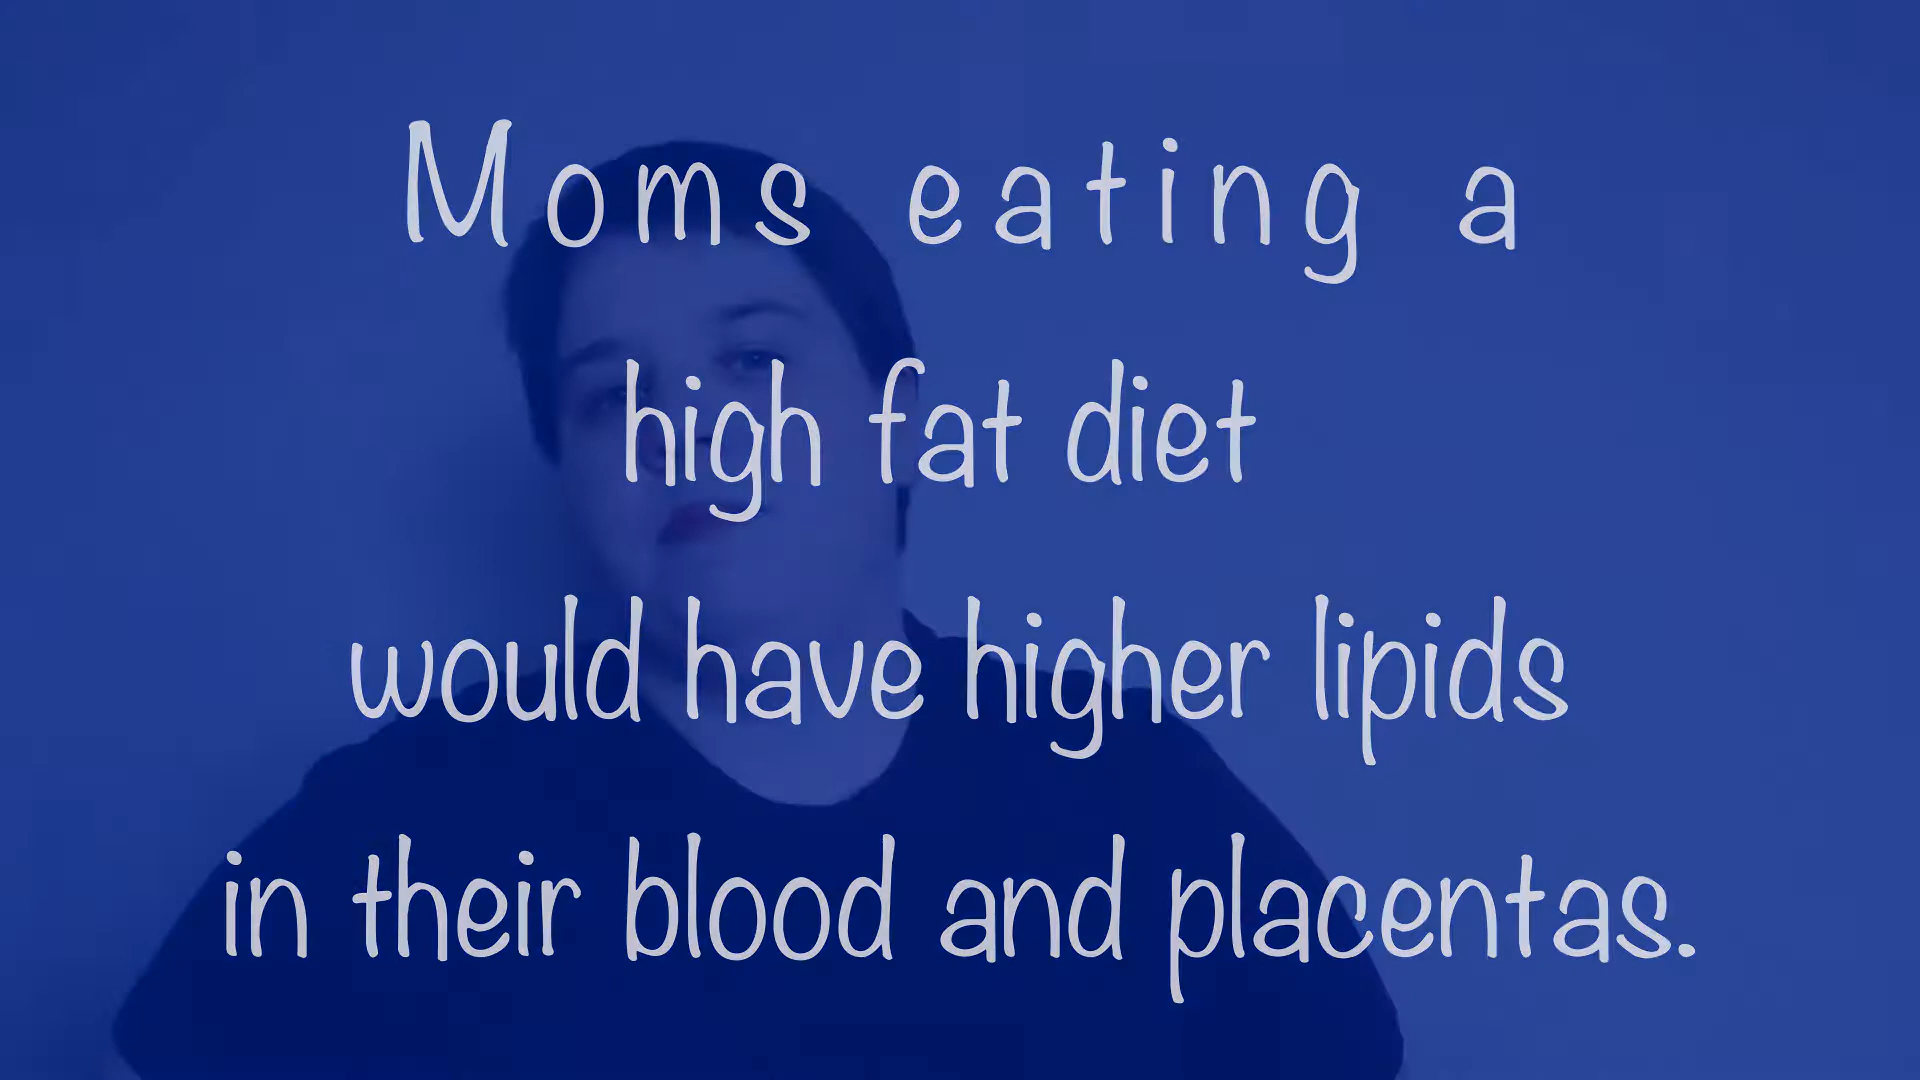 Moms eating a
high fat diet
would have higher lipids
in their blood and placentas.